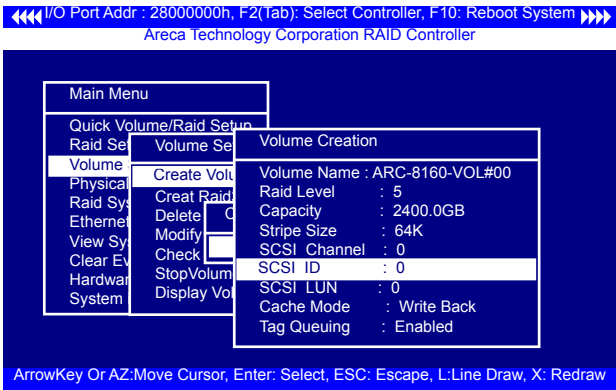 I/O Port Addr : 28000000h, F2(Tab): Select Controller, F10: Reboot System
Areca Technology Corporation RAID Controller
Main Menu
Quick Volume/Raid Setup
Raid Set
Volume
Physical
Raid Sys
Ethernet
View Sy
Clear Ev
Hardwar
System
Volume Se
Create Volu
Creat Raid
Delete
Modify
Check
StopVolum
Display Vol
Volume Creation
Volume Name : ARC-8160-VOL#00
Raid Level : 5
Capacity : 2400.0GB
Stripe Size : 64K
SCSI Channel : 0
SCSI ID : 0
SCSI LUN : 0
Cache Mode : Write Back
Tag Queuing : Enabled
ArrowKey Or AZ:Move Cursor, Enter: Select, ESC: Escape, L:Line Draw, X: Redraw